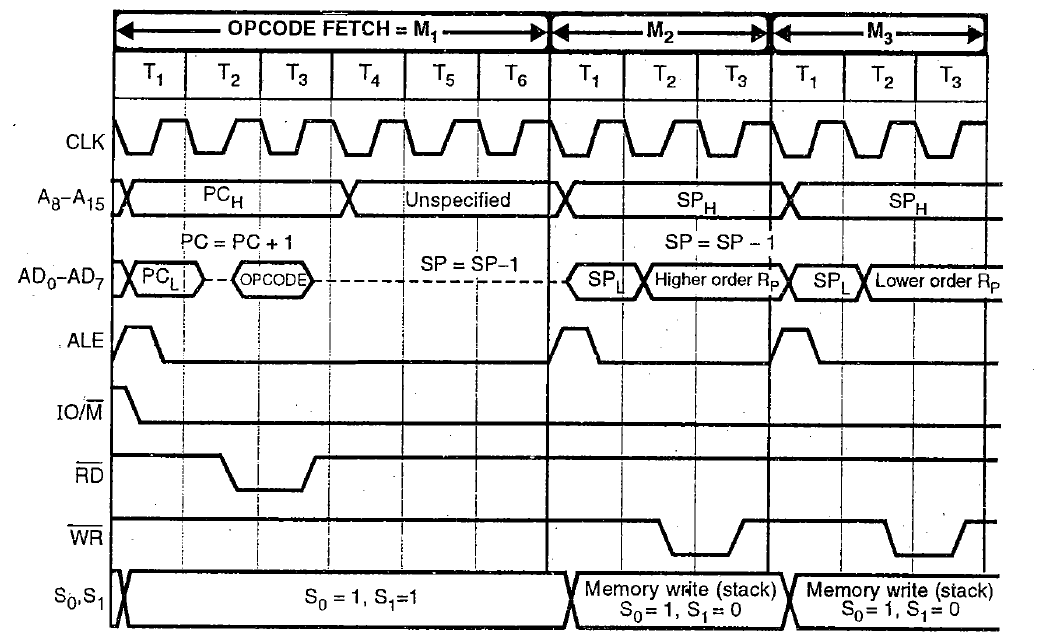 OPCODE FETCH = M1 M2 M3
T1 T2 T3 T4 T5 T6 T1 T2 T3 T1 T2 T3
CLK
A8–A15 PCH Unspecified SPH SPH
PC = PC + 1 SP = SP – 1
AD0–AD7 PCL OPCODE SP = SP–1 SPL Higher order RP SPL Lower order RP
ALE
IO/M̅
R̅D̅
W̅R̅
S0,S1 S0 = 1, S1=1 Memory write (stack) Memory write (stack)
S0= 1, S1= 0 S0= 1, S1= 0